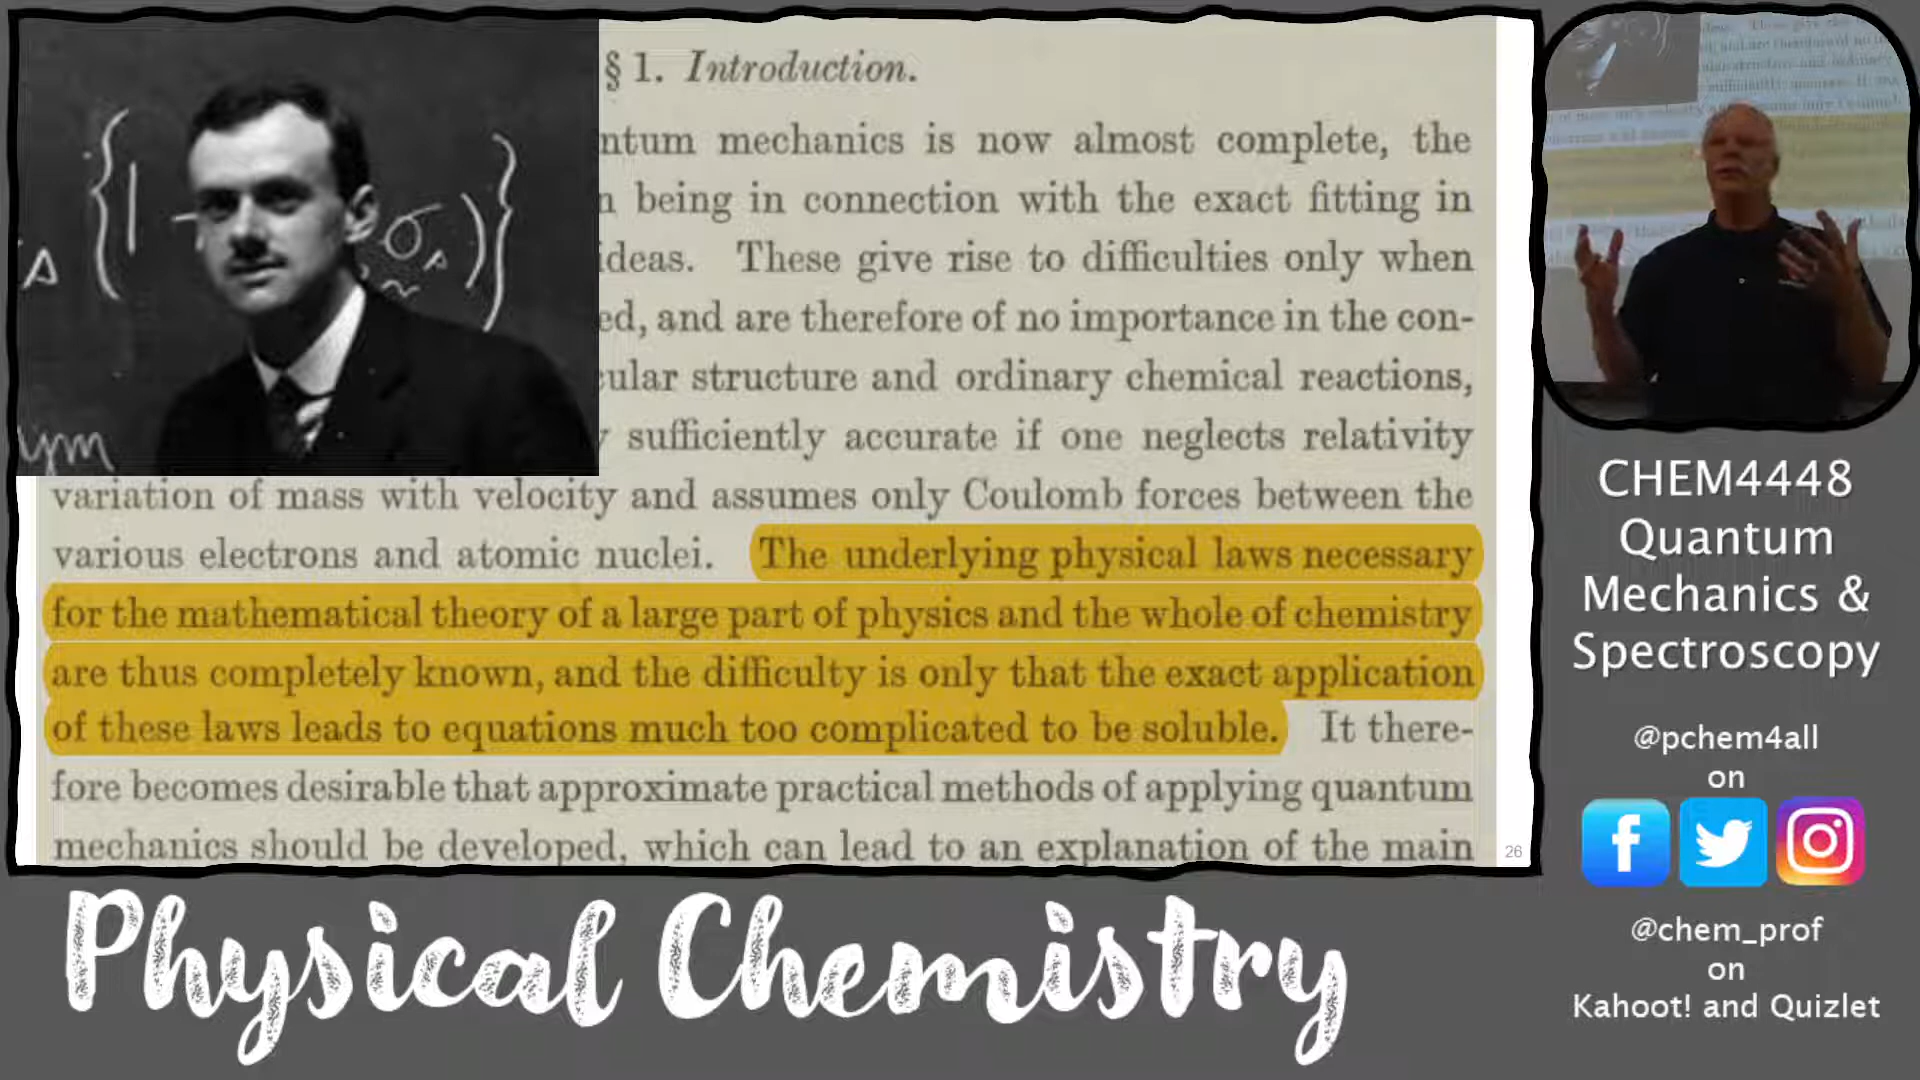 § 1. Introduction.
ntum mechanics is now almost complete, the
n being in connection with the exact fitting in
ideas. These give rise to difficulties only when
ed, and are therefore of no importance in the con-
ular structure and ordinary chemical reactions,
y sufficiently accurate if one neglects relativity
variation of mass with velocity and assumes only Coulomb forces between the
various electrons and atomic nuclei. The underlying physical laws necessary
for the mathematical theory of a large part of physics and the whole of chemistry
are thus completely known, and the difficulty is only that the exact application
of these laws leads to equations much too complicated to be soluble. It there-
fore becomes desirable that approximate practical methods of applying quantum
mechanics should be developed, which can lead to an explanation of the main
26
CHEM4448
Quantum
Mechanics &
Spectroscopy
@pchem4all
on
@chem_prof
on
Kahoot! and Quizlet
Physical Chemistry